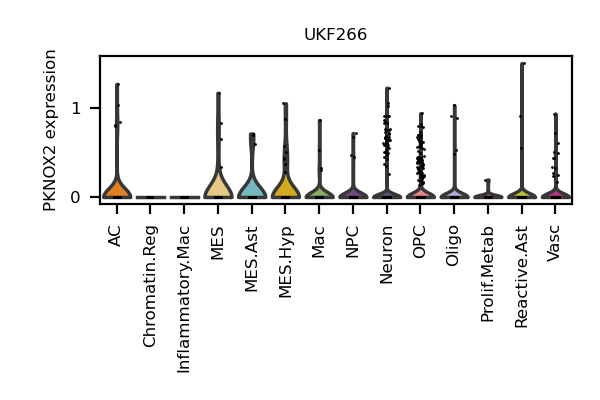 UKF266
PKNOX2 expression
1
0
AC
Chromatin.Reg
Inflammatory.Mac
MES
MES.Ast
MES.Hyp
Mac
NPC
Neuron
OPC
Oligo
Prolif.Metab
Reactive.Ast
Vasc